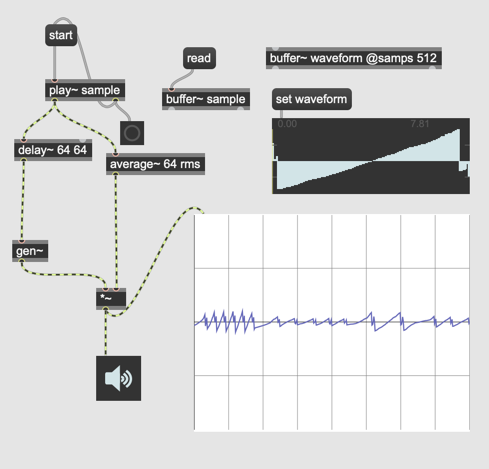 start
read
buffer~ waveform @samps 512
play~ sample
buffer~ sample
set waveform
0.00
7.81
delay~ 64 64
average~ 64 rms
gen~
*~